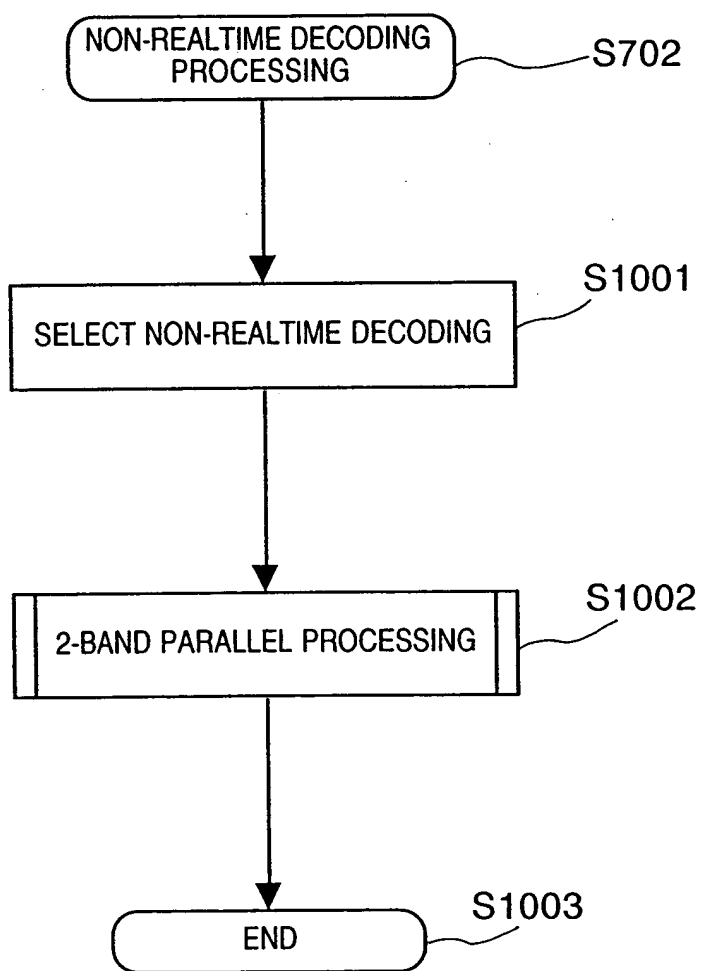 NON-REALTIME DECODING
PROCESSING
S702
S1001
SELECT NON-REALTIME DECODING
S1002
2-BAND PARALLEL PROCESSING
S1003
END